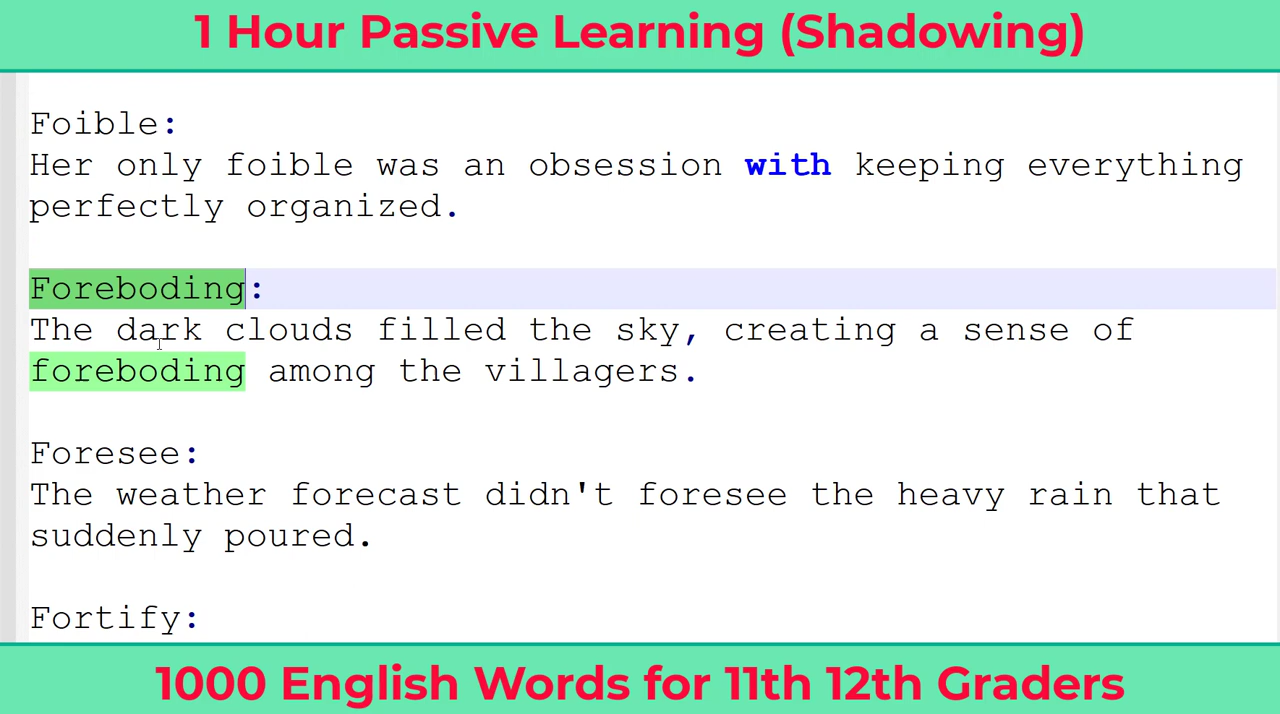 1 Hour Passive Learning (Shadowing)
Foible:
Her only foible was an obsession with keeping everything
perfectly organized.
Foreboding:
The dark clouds filled the sky, creating a sense of
foreboding among the villagers.
Foresee:
The weather forecast didn't foresee the heavy rain that
suddenly poured.
Fortify:
1000 English Words for 11th 12th Graders